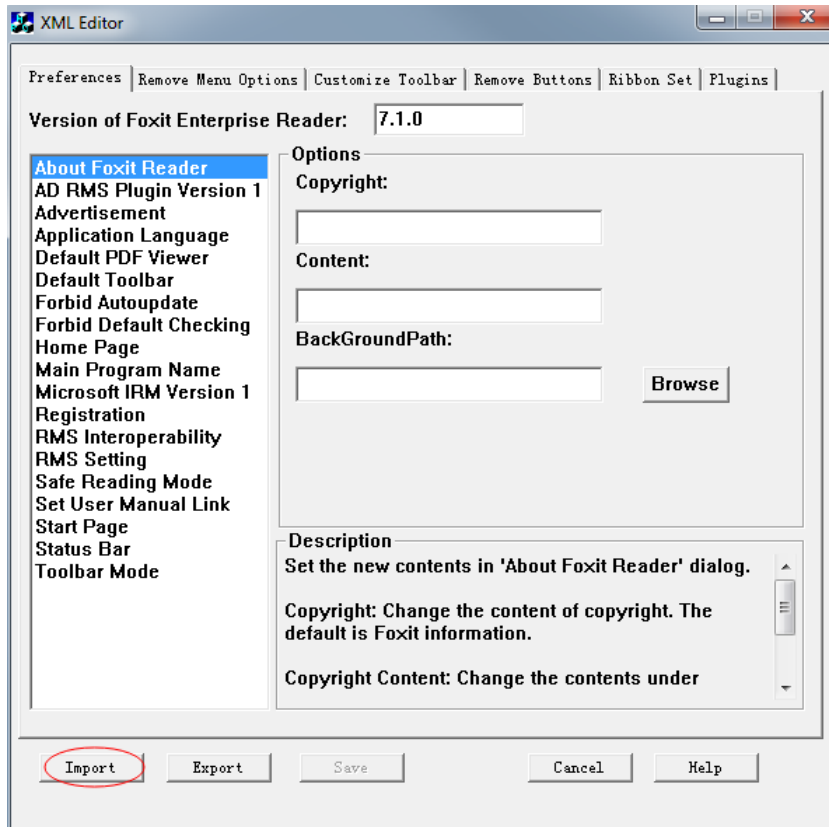 XML Editor
Preferences Remove Menu Options Customize Toolbar Remove Buttons Ribbon Set Plugins
Version of Foxit Enterprise Reader: 7.1.0
About Foxit Reader
AD RMS Plugin Version 1
Advertisement
Application Language
Default PDF Viewer
Default Toolbar
Forbid Autoupdate
Forbid Default Checking
Home Page
Main Program Name
Microsoft IRM Version 1
Registration
RMS Interoperability
RMS Setting
Safe Reading Mode
Set User Manual Link
Start Page
Status Bar
Toolbar Mode
Options
Copyright:
Content:
BackGroundPath:
Browse
Description
Set the new contents in 'About Foxit Reader' dialog.
Copyright: Change the content of copyright. The
default is Foxit information.
Copyright Content: Change the contents under
Import Export Save Cancel Help